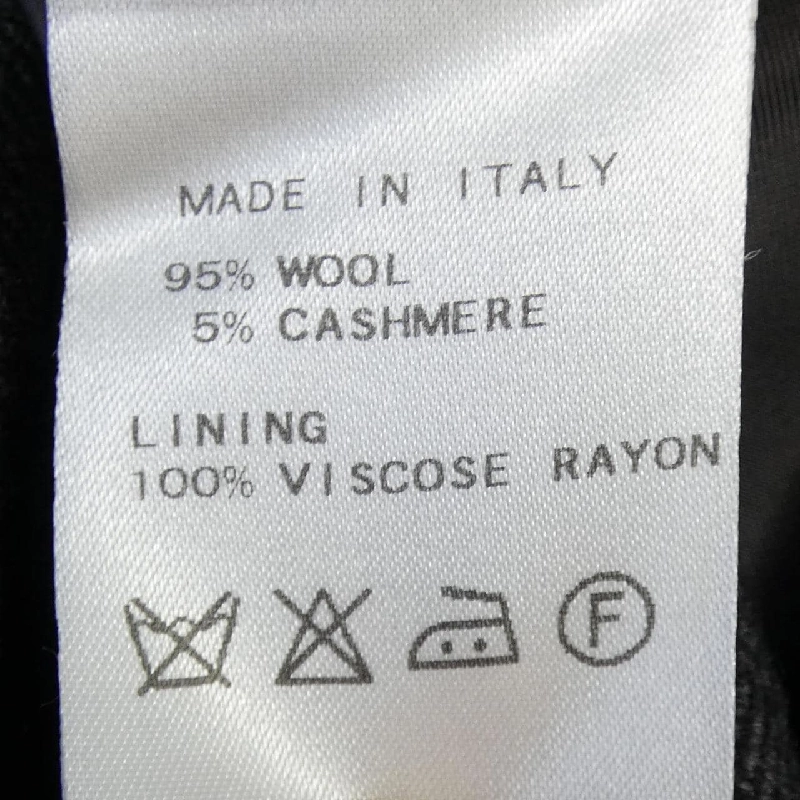 MADE IN ITALY
95% WOOL
5% CASHMERE
LINING
100% VISCOSE RAYON
F